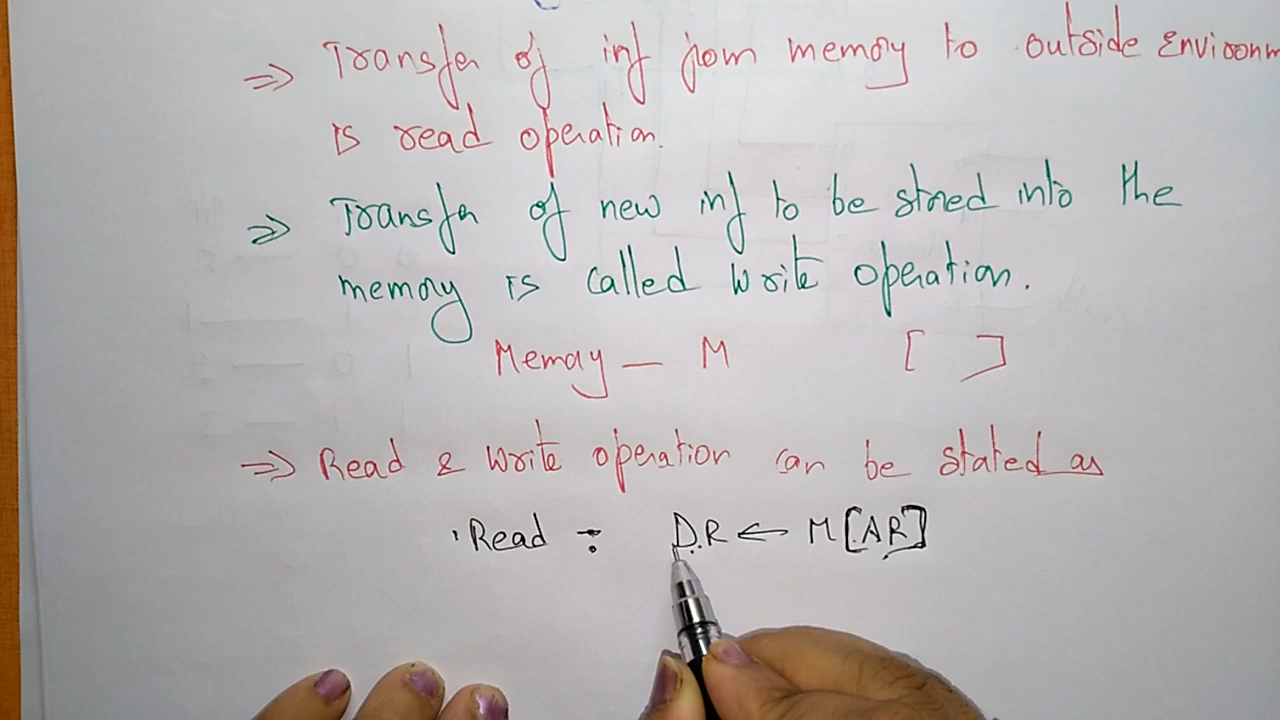 ⇒ Transfer of inf from memory to outside Environm
is read operation.
⇒ Transfer of new inf to be stored into the
memory is called write operation.
Memory — M [ ]
⇒ Read & write operation can be stated as
Read : DR ← M[AR]